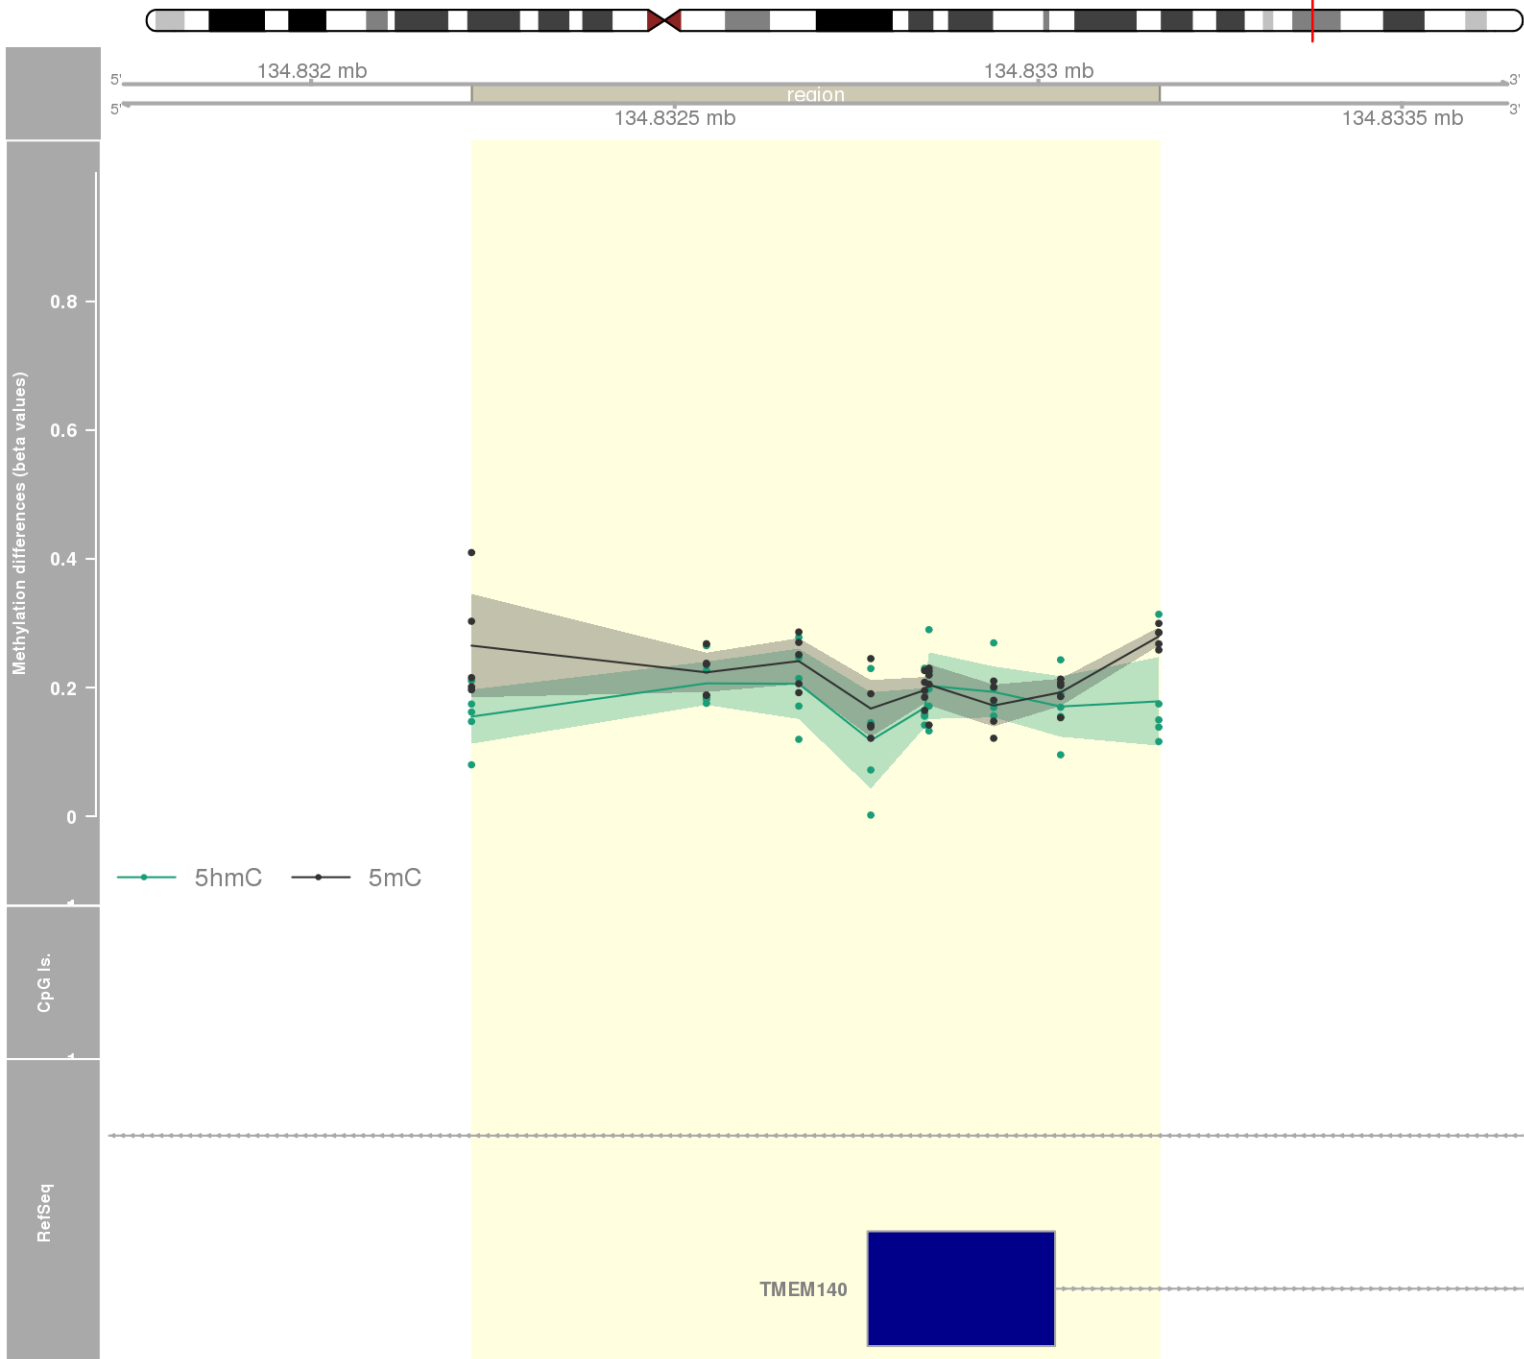 134.832 mb
134.833 mb
5'
3'
region
5'
3'
134.8325 mb
134.8335 mb
Methylation differences (beta values)
0.8
0.6
0.4
0.2
0
5hmC
5mC
CpG Is.
RefSeq
TMEM140